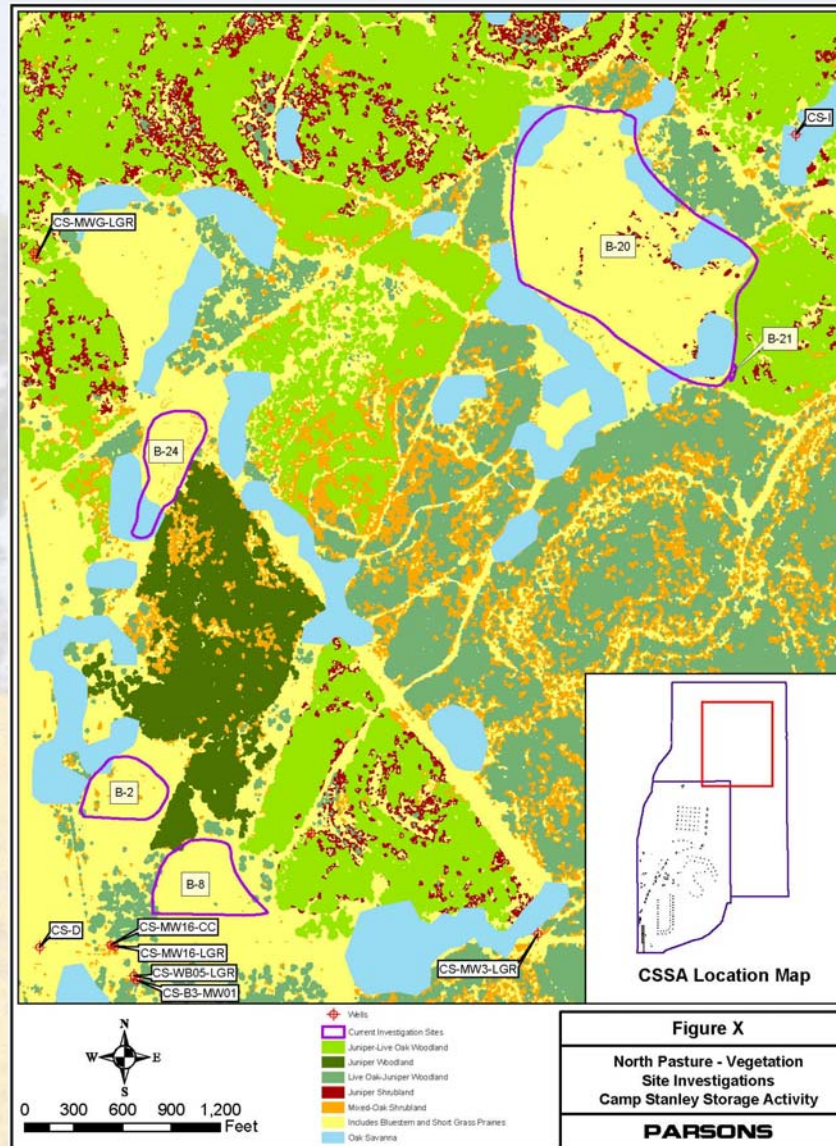 CS-I
CS-MWG-LGR
B-20
B-21
B-24
B-2
B-8
CS-D
CS-MW16-CC
CS-MW16-LGR
CS-WB05-LGR
CS-B3-MW01
CS-MW3-LGR
CSSA Location Map
N
W E
S
0 300 600 900 1,200
Feet
Wells
Current Investigation Sites
Juniper-Live Oak Woodland
Juniper Woodland
Live Oak-Juniper Woodland
Juniper Shrubland
Mixed-Oak Shrubland
Includes Bluestem and Short Grass Prairies
Oak Savanna
Figure X
North Pasture - Vegetation
Site Investigations
Camp Stanley Storage Activity
PARSONS